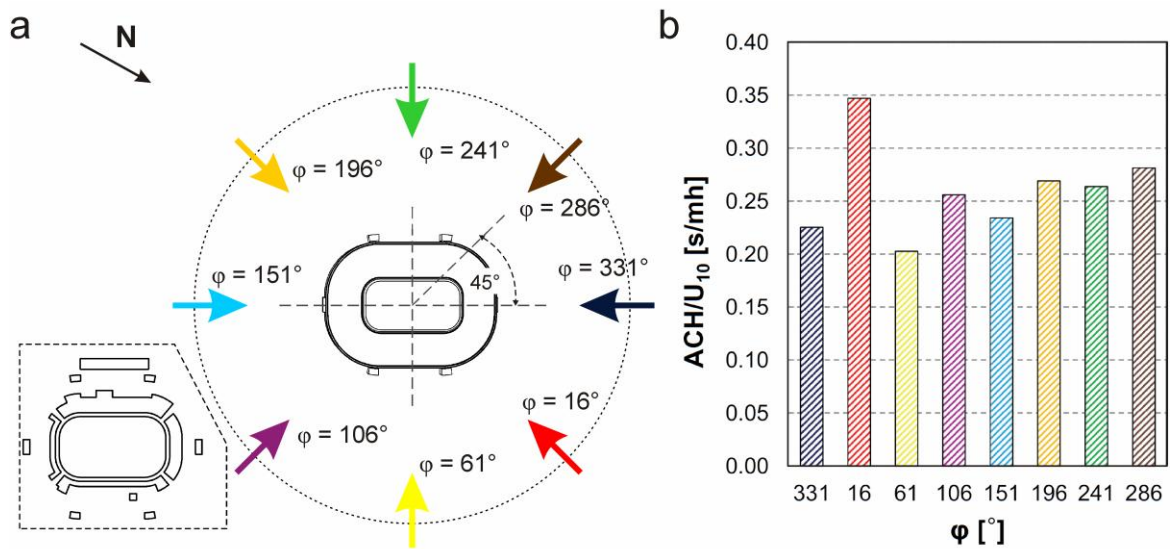 a
N
φ = 241°
φ = 196°
φ = 286°
φ = 151°
45°
φ = 331°
φ = 16°
φ = 106°
φ = 61°
b
0.40
0.35
0.30
0.25
0.20
0.15
0.10
0.05
0.00
ACH/U10 [s/mh]
331 16 61 106 151 196 241 286
φ [°]